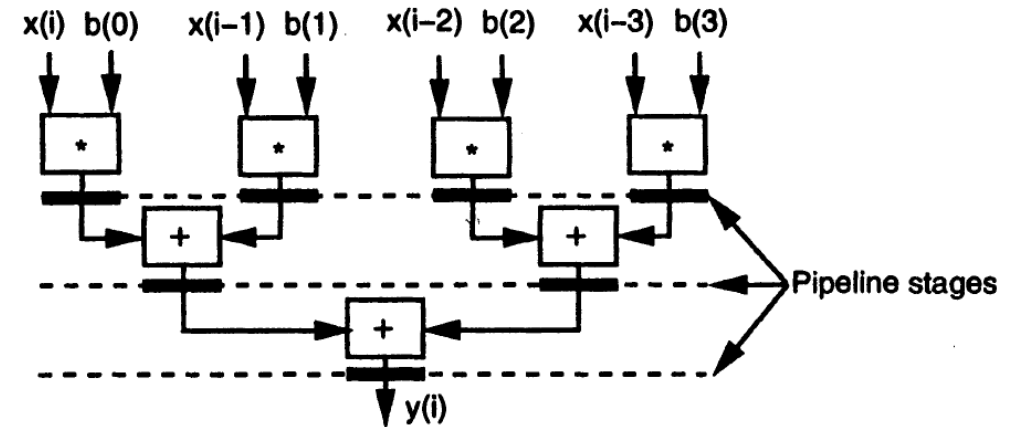 x(i) b(0) x(i–1) b(1) x(i–2) b(2) x(i–3) b(3)
* * * *
+ +
Pipeline stages
+
y(i)